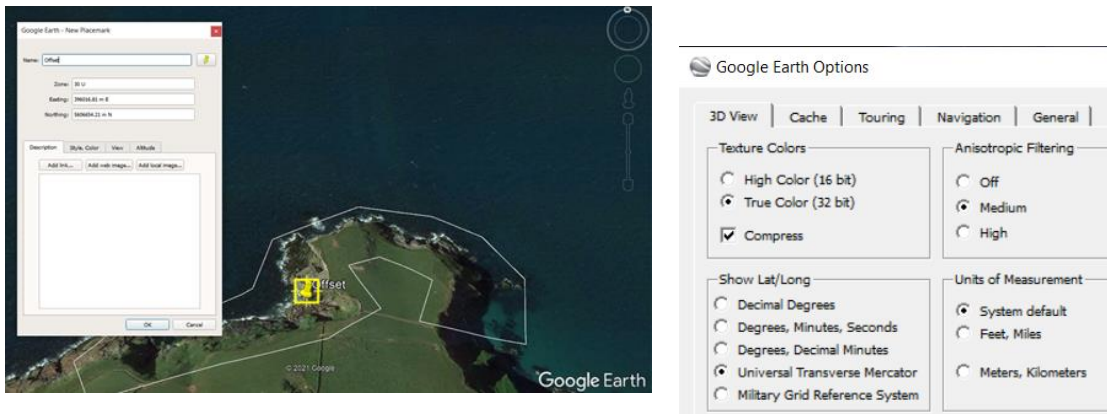 Google Earth - New Placemark
Name: Offset
Zone: 30 U
Easting:
Northing:
Description Style, Color View Altitude
Add link... Add web image... Add local image...
OK Cancel
Offset
© 2021 Google
Google Earth
Google Earth Options
3D View Cache Touring Navigation General
Texture Colors
High Color (16 bit)
True Color (32 bit)
Compress
Anisotropic Filtering
Off
Medium
High
Show Lat/Long
Decimal Degrees
Degrees, Minutes, Seconds
Degrees, Decimal Minutes
Universal Transverse Mercator
Military Grid Reference System
Units of Measurement
System default
Feet, Miles
Meters, Kilometers